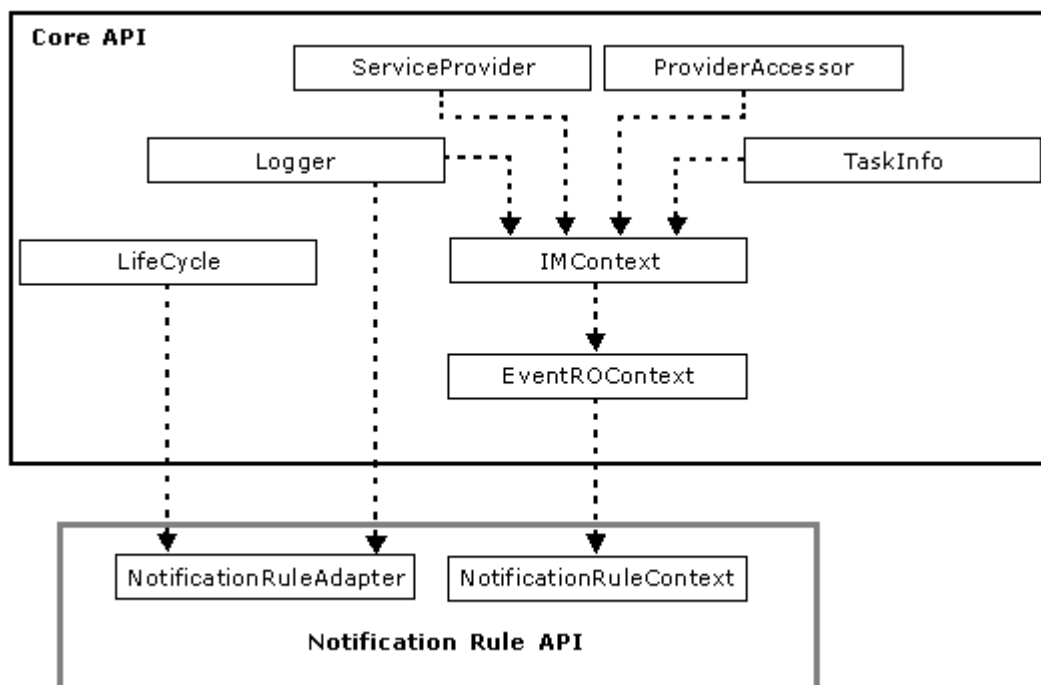 Core API
ServiceProvider
ProviderAccessor
Logger
TaskInfo
LifeCycle
IMContext
EventROContext
NotificationRuleAdapter
NotificationRuleContext
Notification Rule API